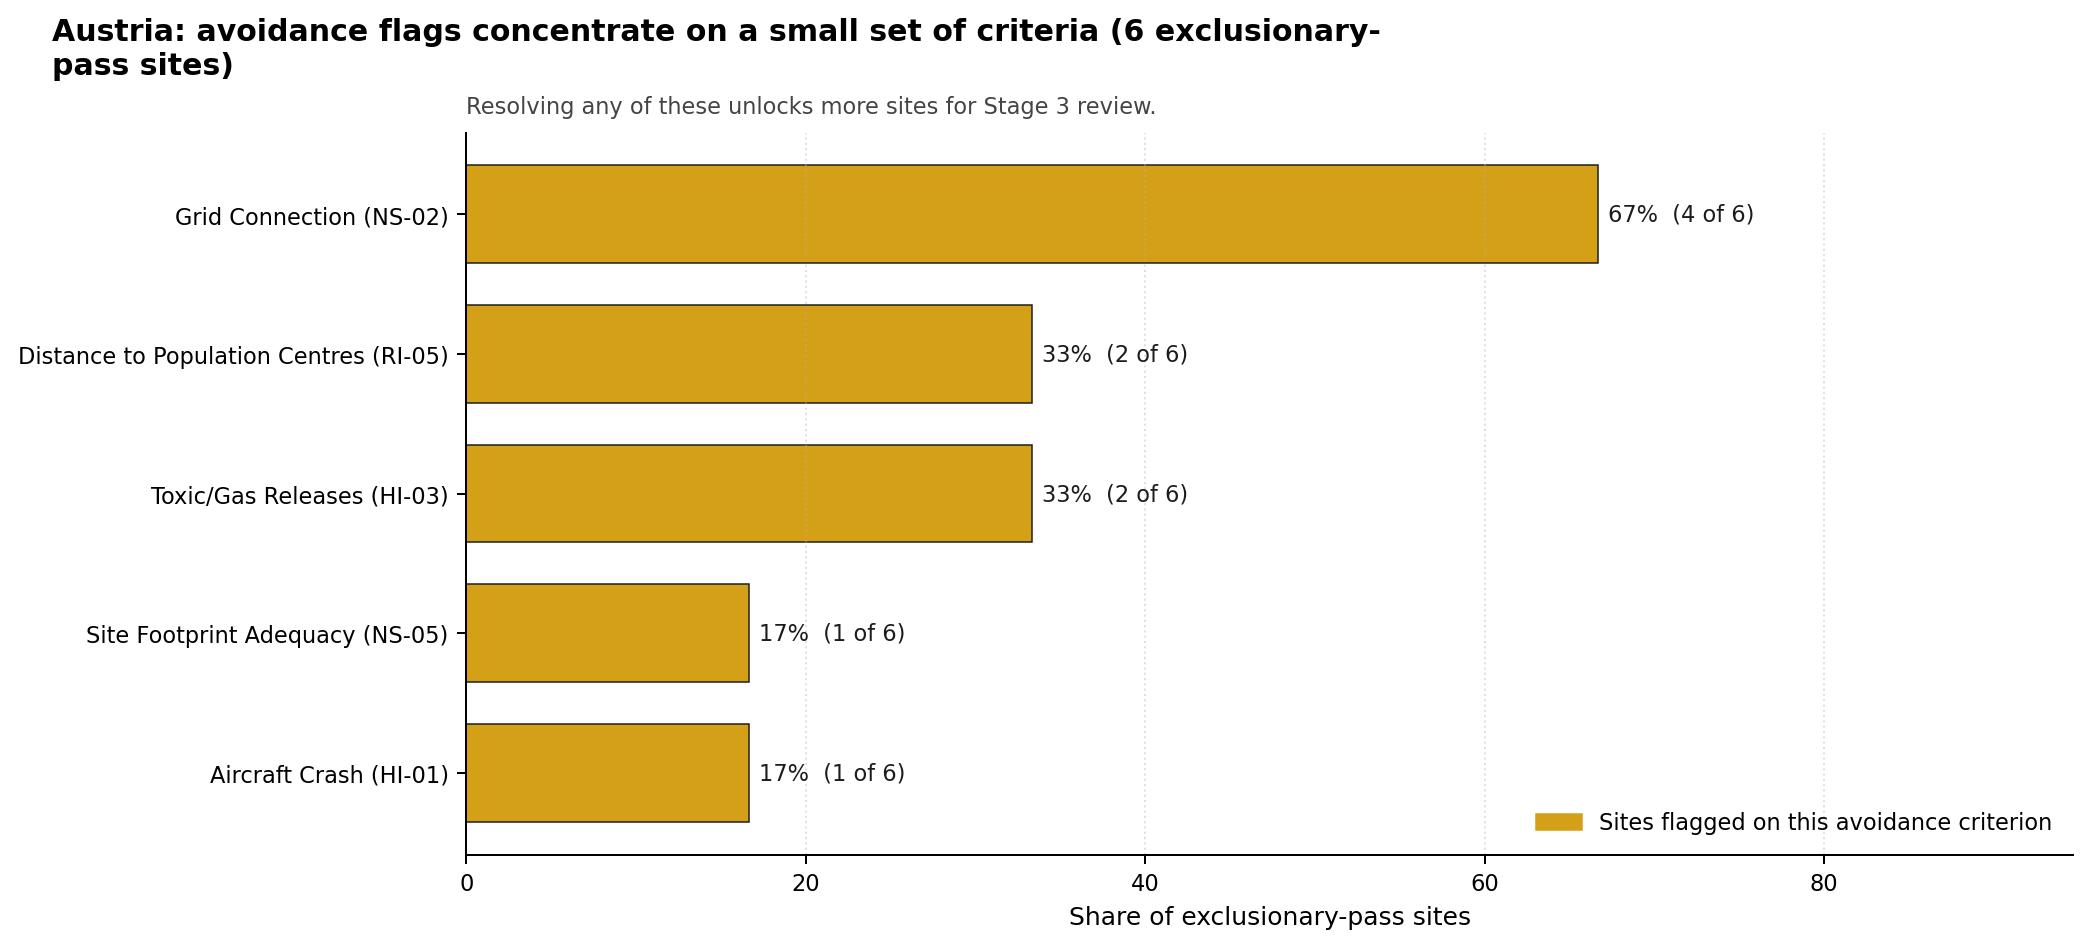 Austria: avoidance flags concentrate on a small set of criteria (6 exclusionary-
pass sites)
Resolving any of these unlocks more sites for Stage 3 review.
Grid Connection (NS-02)
67%  (4 of 6)
Distance to Population Centres (RI-05)
33%  (2 of 6)
Toxic/Gas Releases (HI-03)
33%  (2 of 6)
Site Footprint Adequacy (NS-05)
17%  (1 of 6)
Aircraft Crash (HI-01)
17%  (1 of 6)
Sites flagged on this avoidance criterion
0 20 40 60 80
Share of exclusionary-pass sites